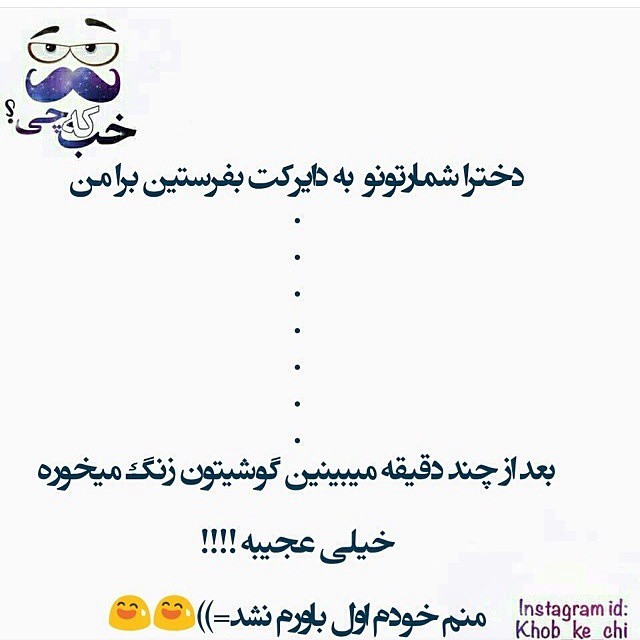 خب که چی؟
دخترا شمارتونو به دایرکت بفرستین برا من
.
.
.
.
.
.
.
بعد از چند دقیقه میبینین گوشیتون زنگ میخوره
خیلی عجیبه !!!!
منم خودم اول باورم نشد=))😅😅
Instagram id:
Khob_ke_chi